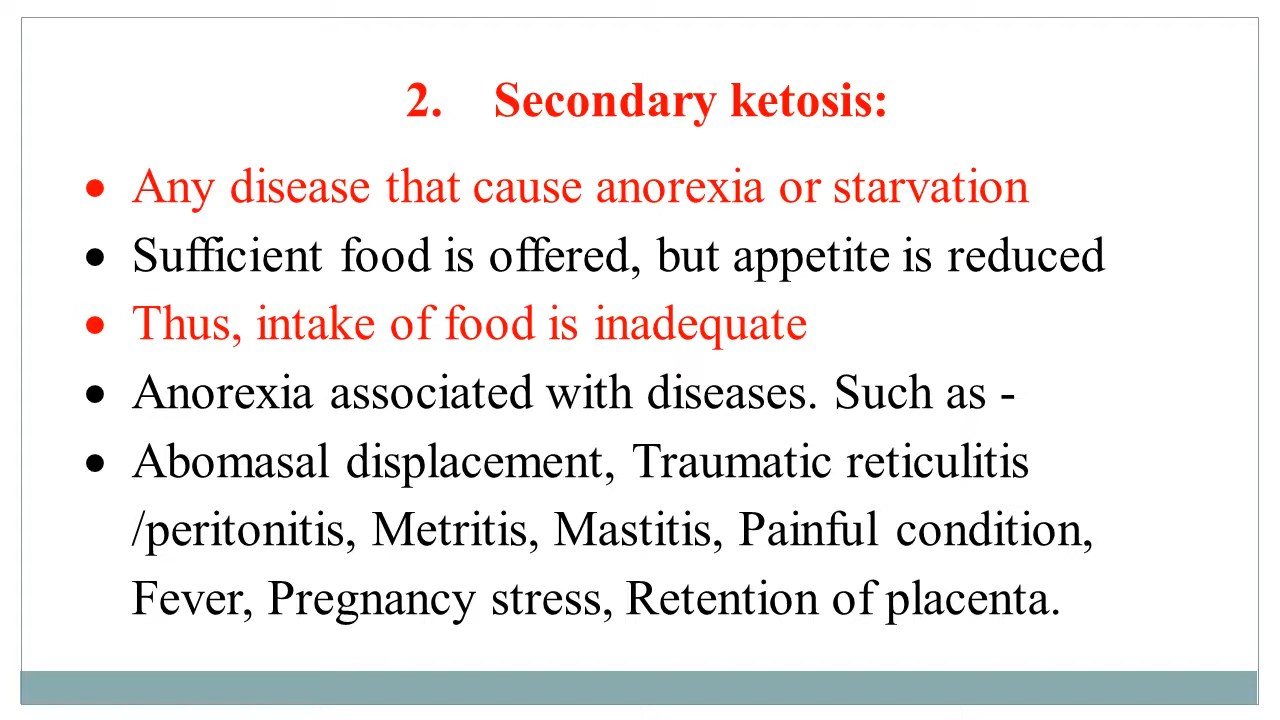 2. Secondary ketosis:
• Any disease that cause anorexia or starvation
• Sufficient food is offered, but appetite is reduced
• Thus, intake of food is inadequate
• Anorexia associated with diseases. Such as -
• Abomasal displacement, Traumatic reticulitis
/peritonitis, Metritis, Mastitis, Painful condition,
Fever, Pregnancy stress, Retention of placenta.